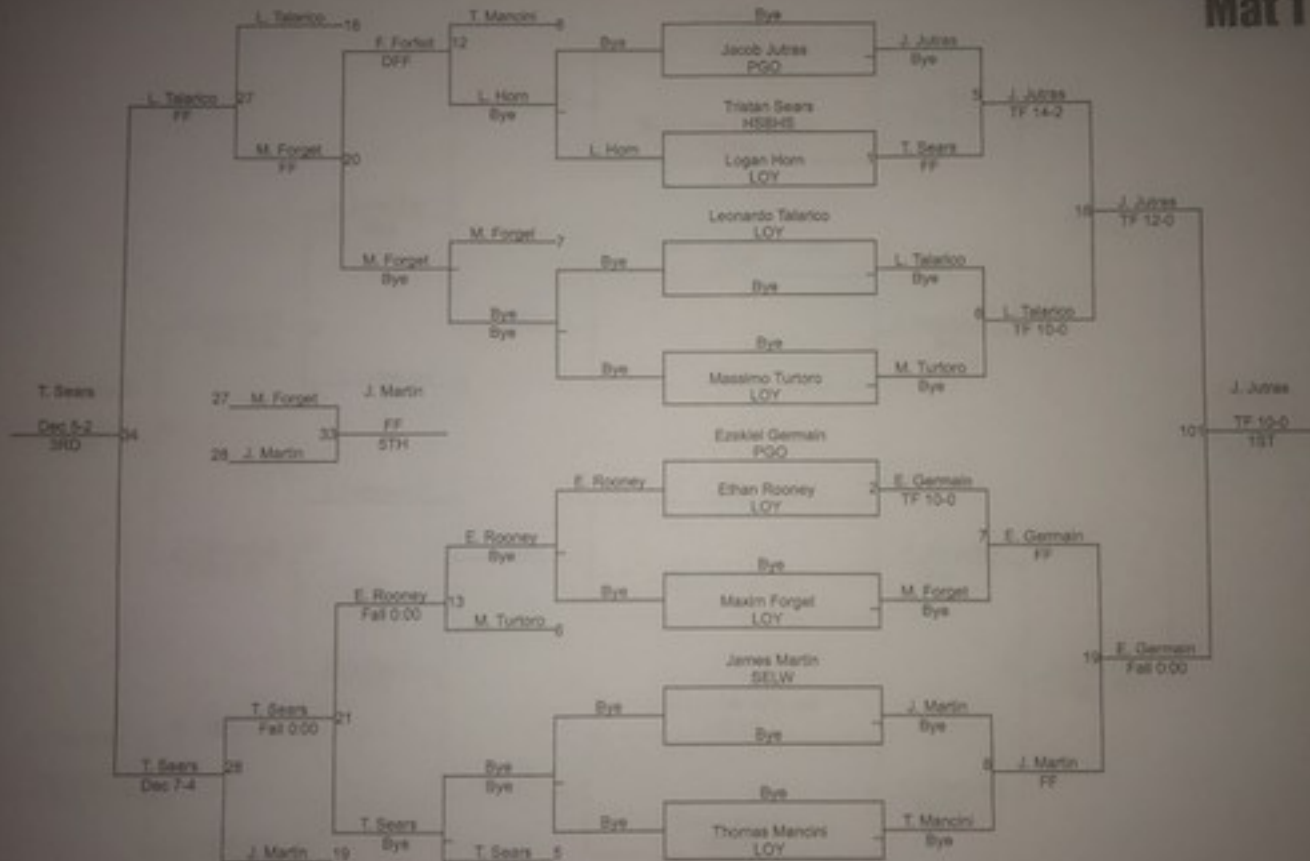 Mat 1
L. Talarico 18
T. Mancini 8
Bye
F. Forfeit 12
DFF
Bye
Jacob Jutras
PGO
J. Jutras
Bye
L. Talarico 27
FF
L. Horn
Bye
Tristan Sears
HSBHS
5
J. Jutras
TF 14-2
M. Forget 20
FF
L. Horn
Logan Horn 1
LOY
T. Sears
FF
Leonardo Talarico
LOY
18 J. Jutras
TF 12-0
M. Forget 7
M. Forget
Bye
Bye
Bye
L. Talarico
Bye
Bye
Bye
6 L. Talarico
TF 10-0
Bye
Bye
Massimo Turtoro
LOY
M. Turtoro
Bye
T. Sears
27 M. Forget
J. Martin
J. Jutras
Dec 5-2 34
3RD
33 FF
5TH
101 TF 10-0
1ST
28 J. Martin
Ezekiel Germain
PGO
E. Rooney
Ethan Rooney 2
LOY
E. Germain
TF 10-0
E. Rooney
Bye
7 E. Germain
FF
Bye
E. Rooney 13
Fall 0:00
Bye
Maxim Forget
LOY
M. Forget
Bye
M. Turtoro 6
James Martin
SELW
19 E. Germain
Fall 0:00
T. Sears 21
Fall 0:00
Bye
Bye
J. Martin
Bye
T. Sears 28
Dec 7-4
Bye
Bye
8 J. Martin
FF
Bye
T. Sears
Bye
Bye
Thomas Mancini
LOY
T. Mancini
Bye
J. Martin 19
T. Sears 5